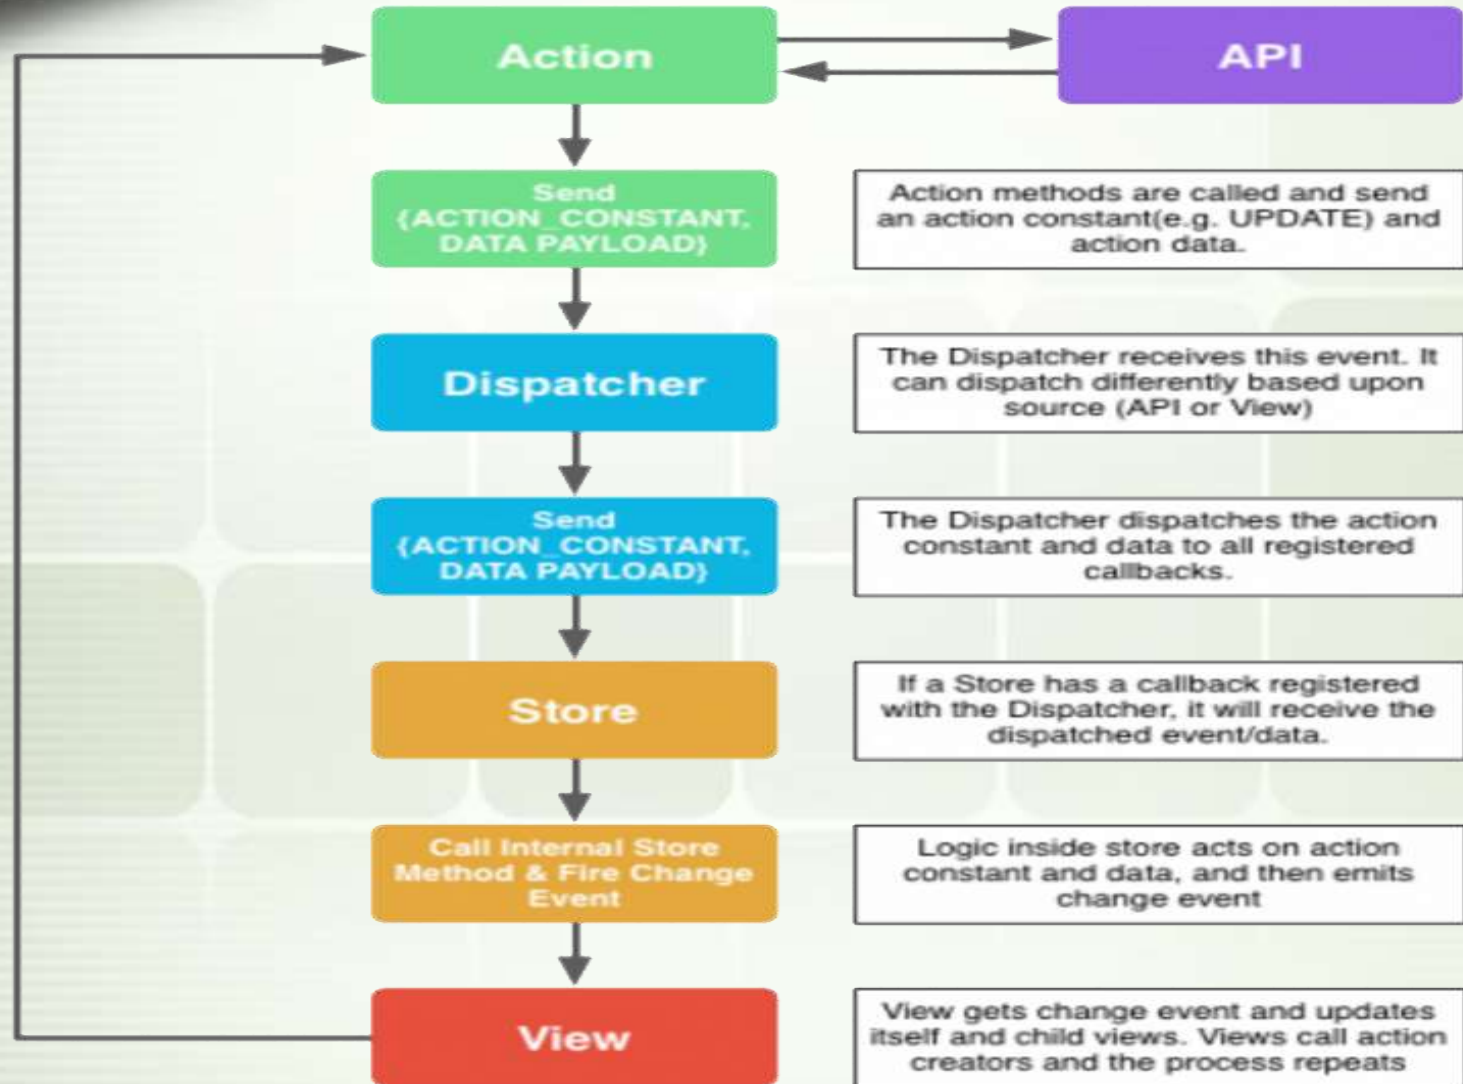 Action
API
Send
{ACTION_CONSTANT,
DATA PAYLOAD}
Action methods are called and send
an action constant(e.g. UPDATE) and
action data.
Dispatcher
The Dispatcher receives this event. It
can dispatch differently based upon
source (API or View)
Send
{ACTION_CONSTANT,
DATA PAYLOAD}
The Dispatcher dispatches the action
constant and data to all registered
callbacks.
Store
If a Store has a callback registered
with the Dispatcher, it will receive the
dispatched event/data.
Call Internal Store
Method & Fire Change
Event
Logic inside store acts on action
constant and data, and then emits
change event
View
View gets change event and updates
itself and child views. Views call action
creators and the process repeats